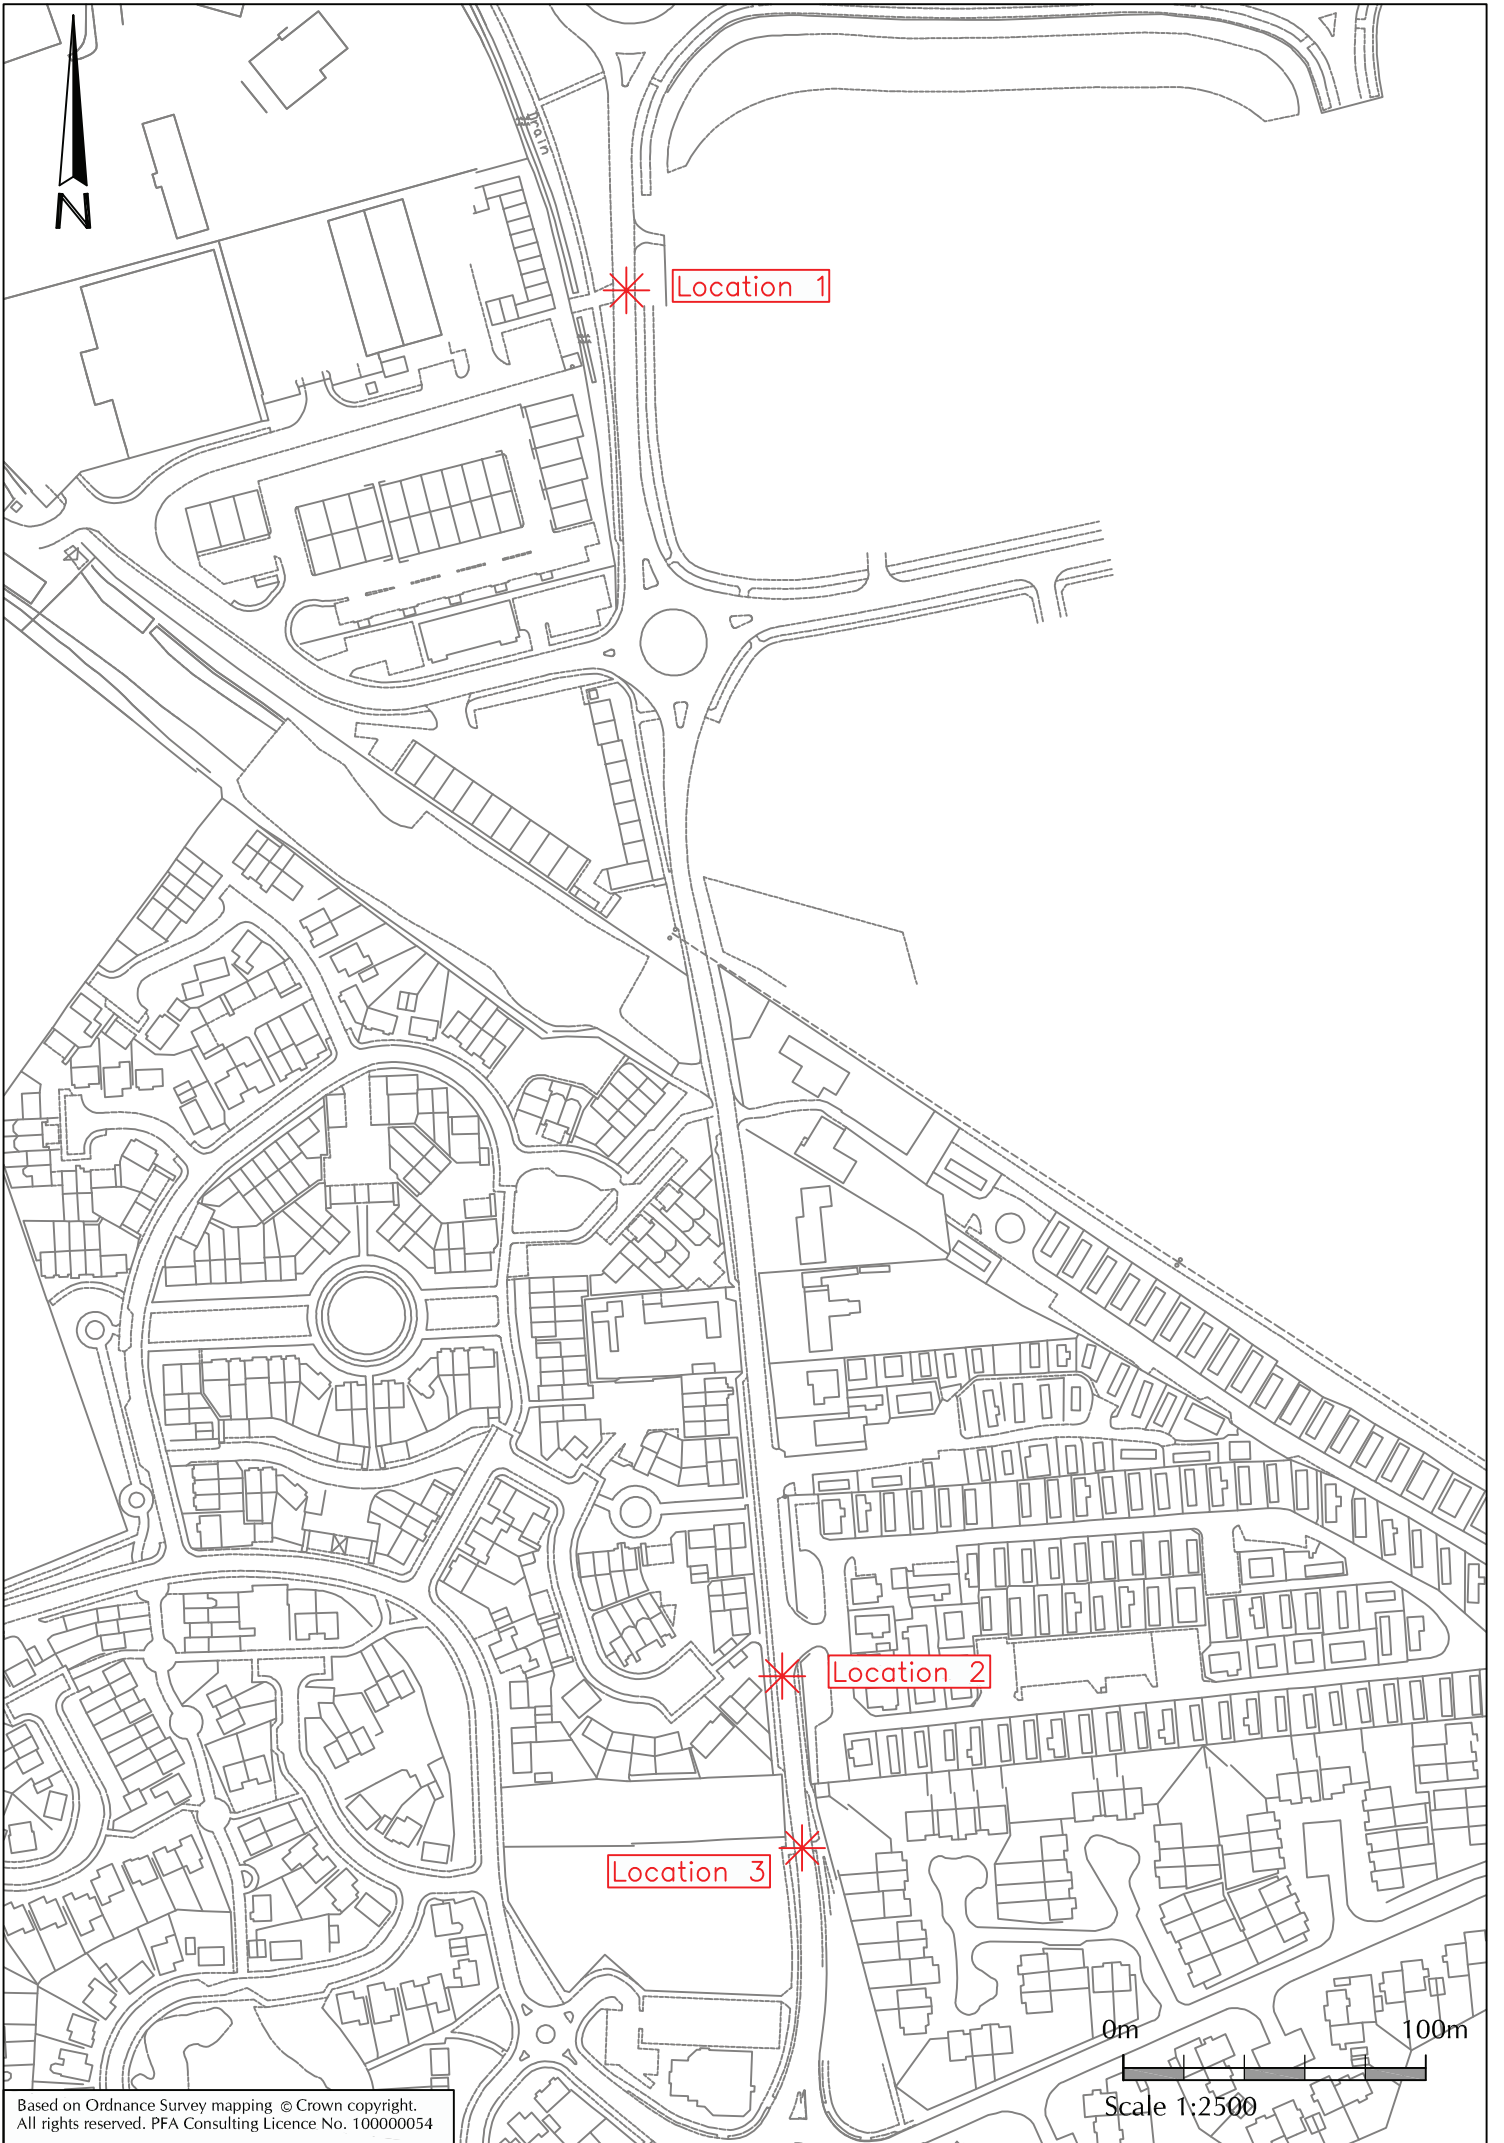 Drain
N
Location 1
Location 2
Location 3
0m 100m
Scale 1:2500
Based on Ordnance Survey mapping © Crown copyright.
All rights reserved. PFA Consulting Licence No. 100000054